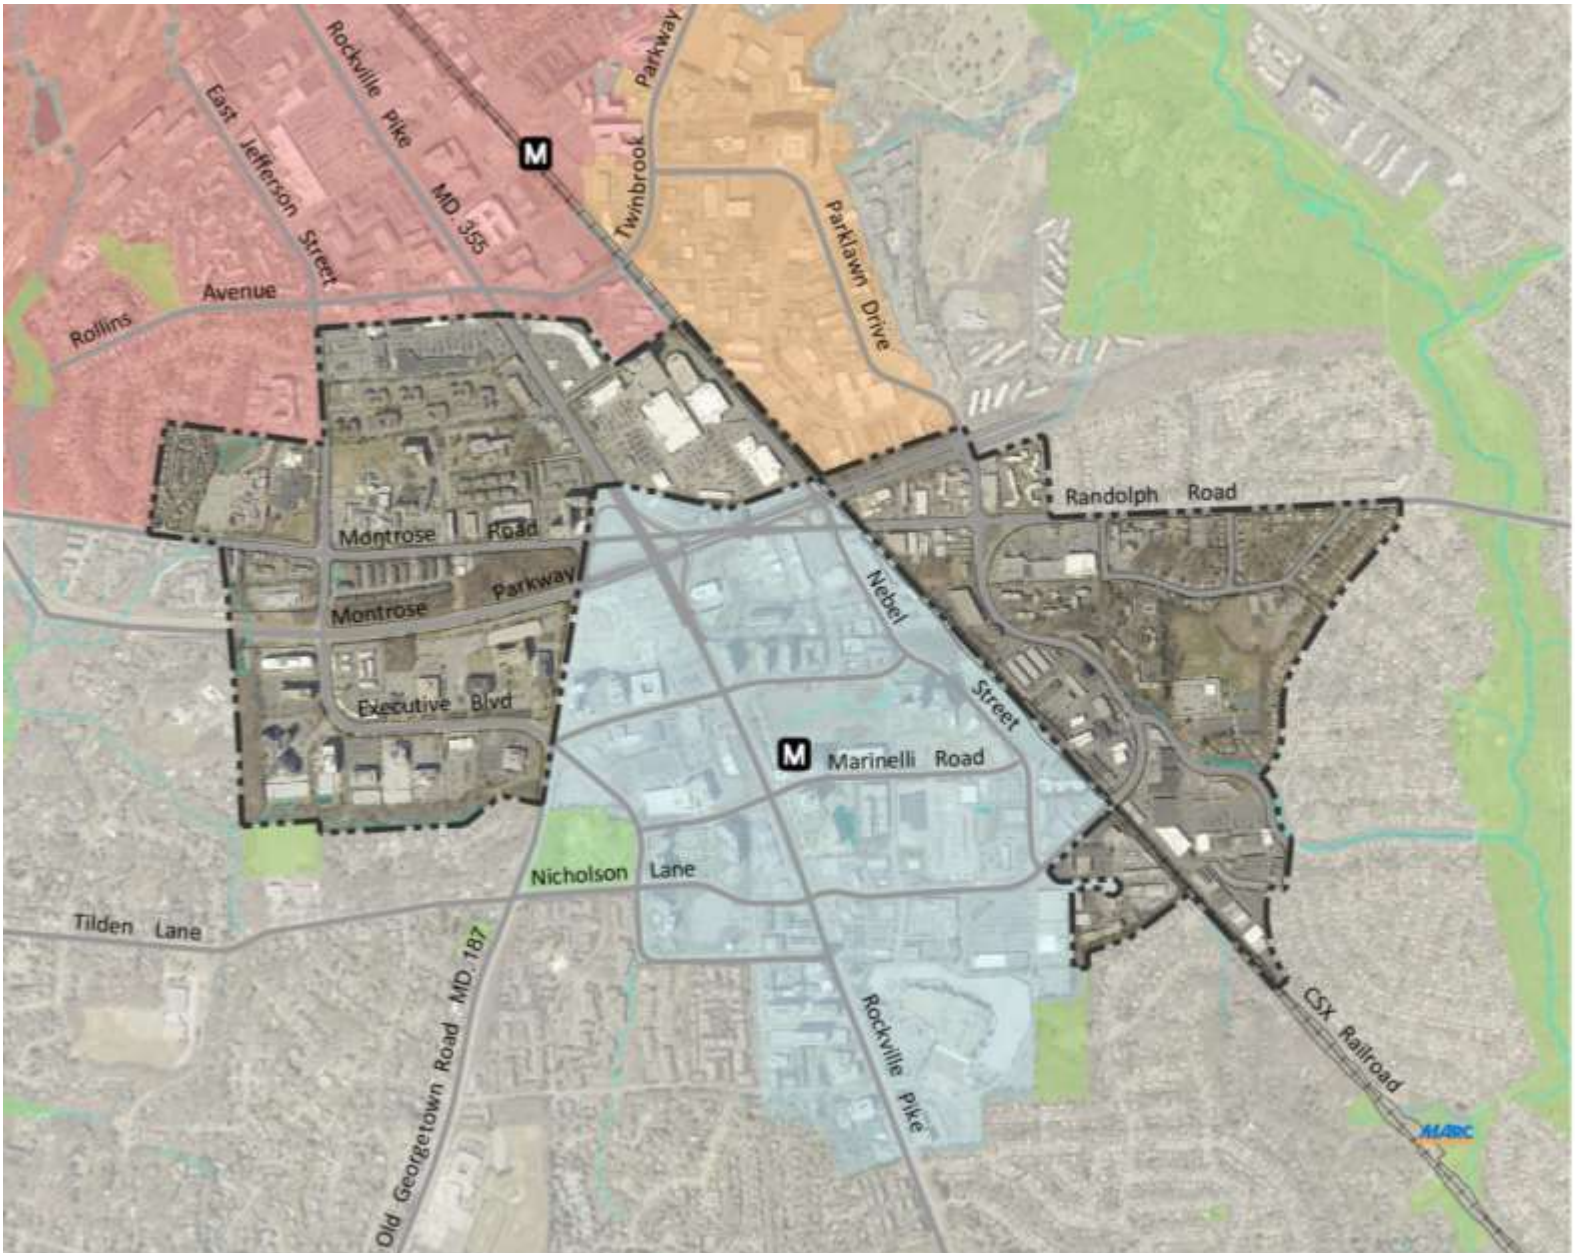 Rockville Pike MD. 355
Parkway
Twinbrook
East Jefferson Street
M
Parklawn Drive
Rollins Avenue
Randolph Road
Montrose Road
Montrose Parkway
Nebel Street
Executive Blvd
M
Marinelli Road
Nicholson Lane
Tilden Lane
Old Georgetown Road MD. 187
Rockville Pike
CSX Railroad
MARC